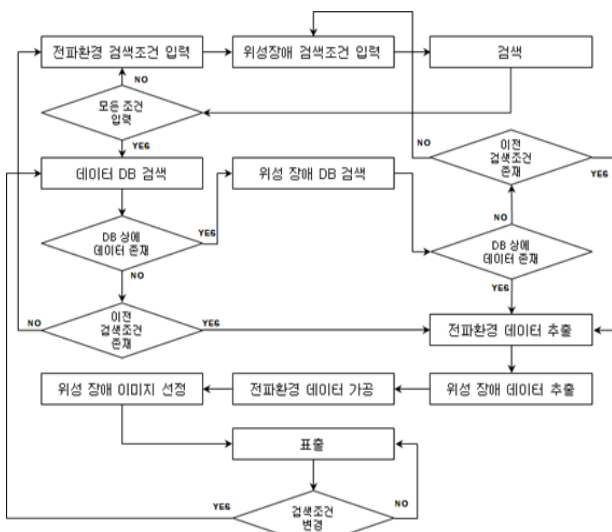 전파환경 검색조건 입력
위성장애 검색조건 입력
검색
NO
모든 조건
입력
YES
NO
이전
검색조건
존재
YES
데이터 DB 검색
위성 장애 DB 검색
YES
NO
DB 상에
데이터 존재
DB 상에
데이터 존재
NO
YES
NO
이전
검색조건
존재
YES
전파환경 데이터 추출
위성 장애 이미지 선정
전파환경 데이터 가공
위성 장애 데이터 추출
표출
YES
검색조건
변경
NO